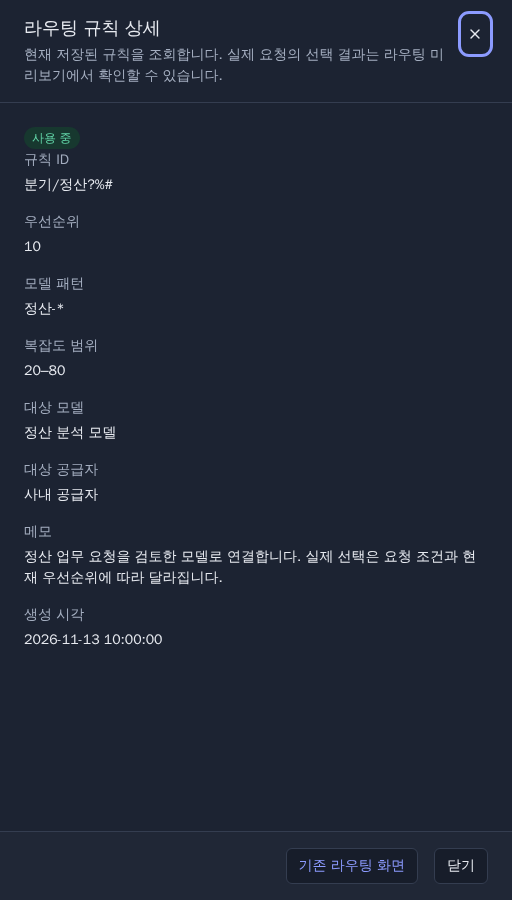 라우팅 규칙 상세
현재 저장된 규칙을 조회합니다. 실제 요청의 선택 결과는 라우팅 미
리보기에서 확인할 수 있습니다.
사용 중
규칙 ID
분기/정산?%#
우선순위
10
모델 패턴
정산-*
복잡도 범위
20–80
대상 모델
정산 분석 모델
대상 공급자
사내 공급자
메모
정산 업무 요청을 검토한 모델로 연결합니다. 실제 선택은 요청 조건과 현
재 우선순위에 따라 달라집니다.
생성 시각
2026-11-13 10:00:00
기존 라우팅 화면
닫기